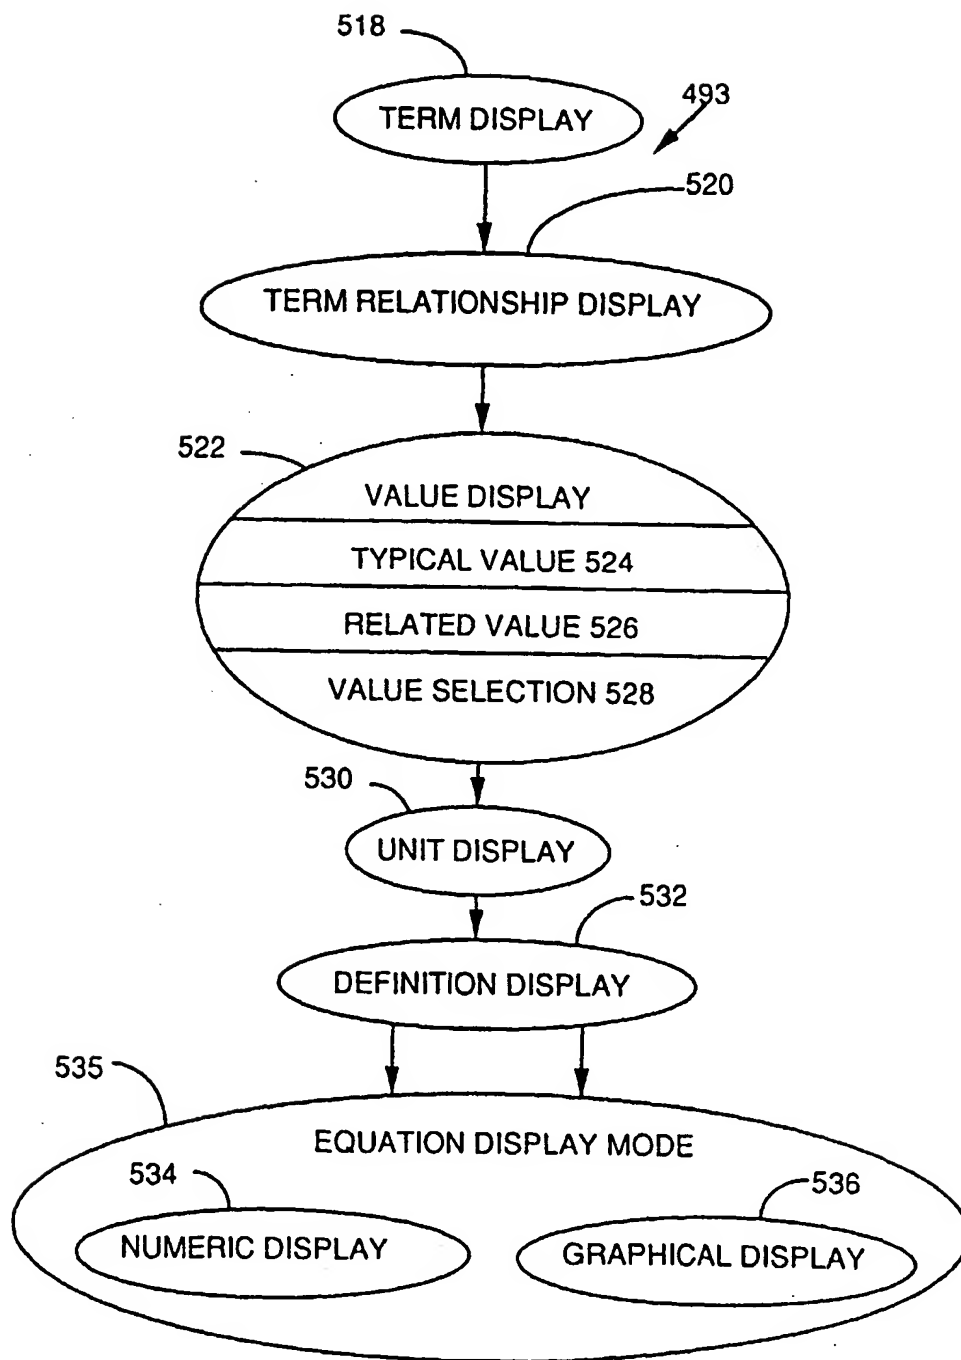 518
TERM DISPLAY
493
520
TERM RELATIONSHIP DISPLAY
522
VALUE DISPLAY
TYPICAL VALUE 524
RELATED VALUE 526
VALUE SELECTION 528
530
UNIT DISPLAY
532
DEFINITION DISPLAY
535
EQUATION DISPLAY MODE
534
536
NUMERIC DISPLAY
GRAPHICAL DISPLAY